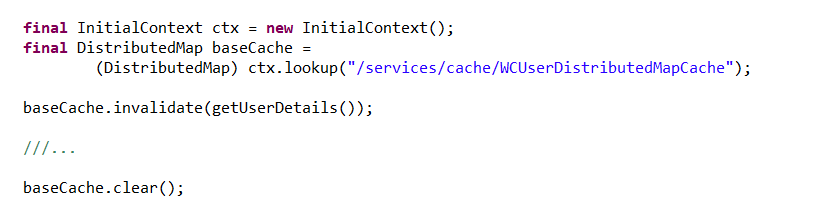 final InitialContext ctx = new InitialContext();
final DistributedMap baseCache =
(DistributedMap) ctx.lookup("/services/cache/WCUserDistributedMapCache");
baseCache.invalidate(getUserDetails());
///...
baseCache.clear();